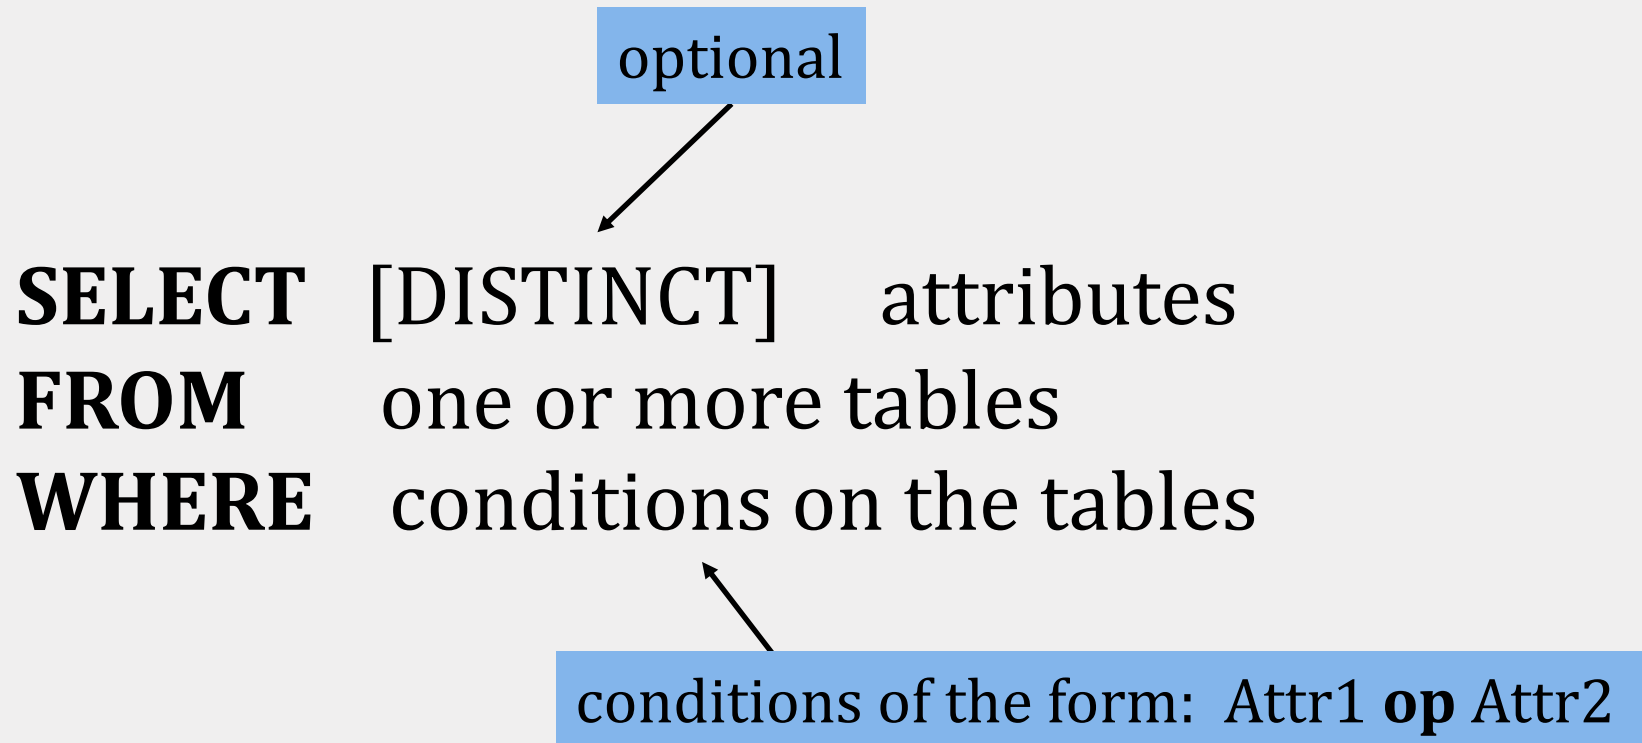 optional
SELECT [DISTINCT] attributes
FROM one or more tables
WHERE conditions on the tables
conditions of the form: Attr1 op Attr2